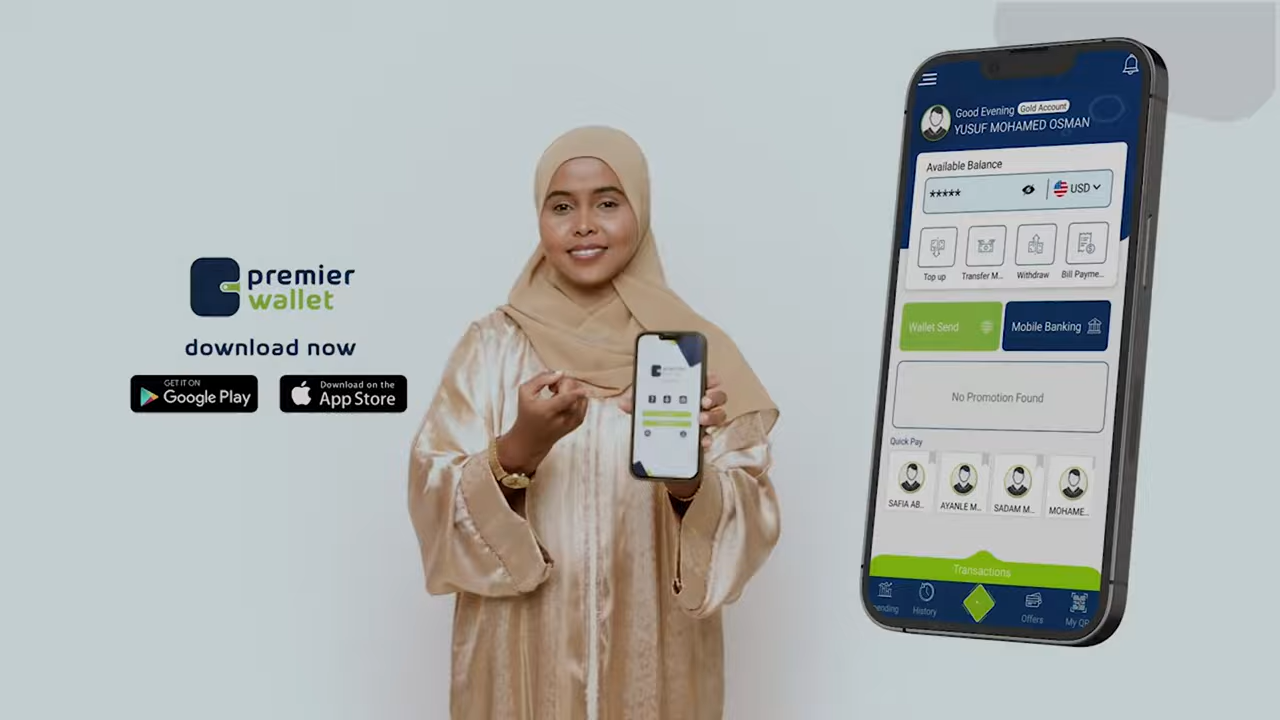 premier
wallet
download now
GET IT ON
Google Play
Download on the
App Store
premier
Good Evening Gold Account
YUSUF MOHAMED OSMAN
Available Balance
***** USD
Top up Transfer M... Withdraw Bill Payme...
Wallet Send Mobile Banking
No Promotion Found
Quick Pay
SAFIA AB.. AYANLE M.. SADAM M... MOHAME...
Transactions
ending History Offers My QR